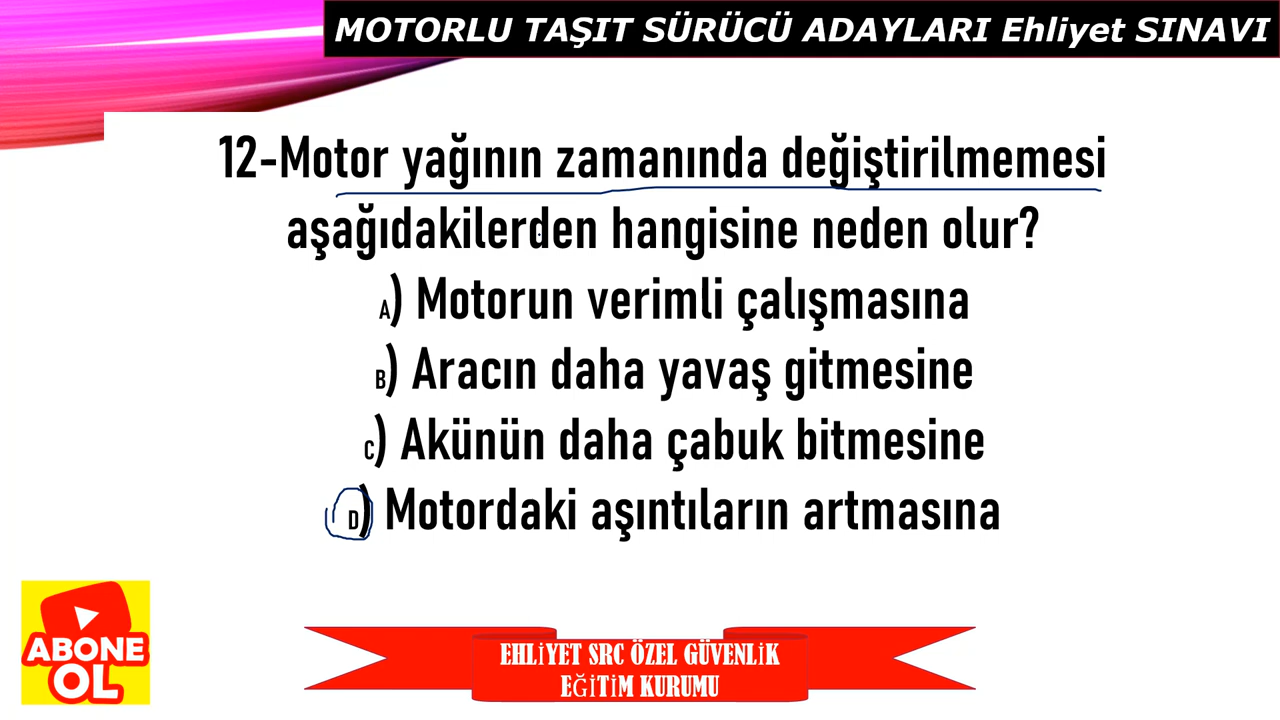 MOTORLU TAŞIT SÜRÜCÜ ADAYLARI Ehliyet SINAVI
12-Motor yağının zamanında değiştirilmemesi
aşağıdakilerden hangisine neden olur?
A) Motorun verimli çalışmasına
B) Aracın daha yavaş gitmesine
C) Akünün daha çabuk bitmesine
D) Motordaki aşıntıların artmasına
ABONE
OL
EHLİYET SRC ÖZEL GÜVENLİK
EĞİTİM KURUMU